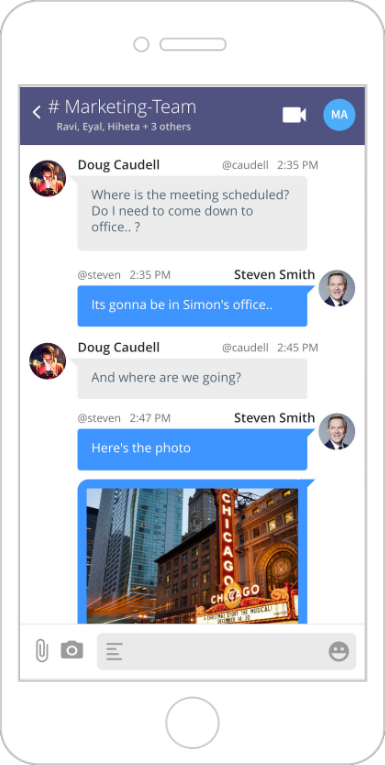 # Marketing-Team
Ravi, Eyal, Hiheta + 3 others
MA
Doug Caudell @caudell 2:35 PM
Where is the meeting scheduled?
Do I need to come down to
office.. ?
@steven 2:35 PM Steven Smith
Its gonna be in Simon's office..
Doug Caudell @caudell 2:45 PM
And where are we going?
@steven 2:47 PM Steven Smith
Here's the photo
CHICAGO
CHICAGO
A CHRISTMAS STORY THE MUSICAL!